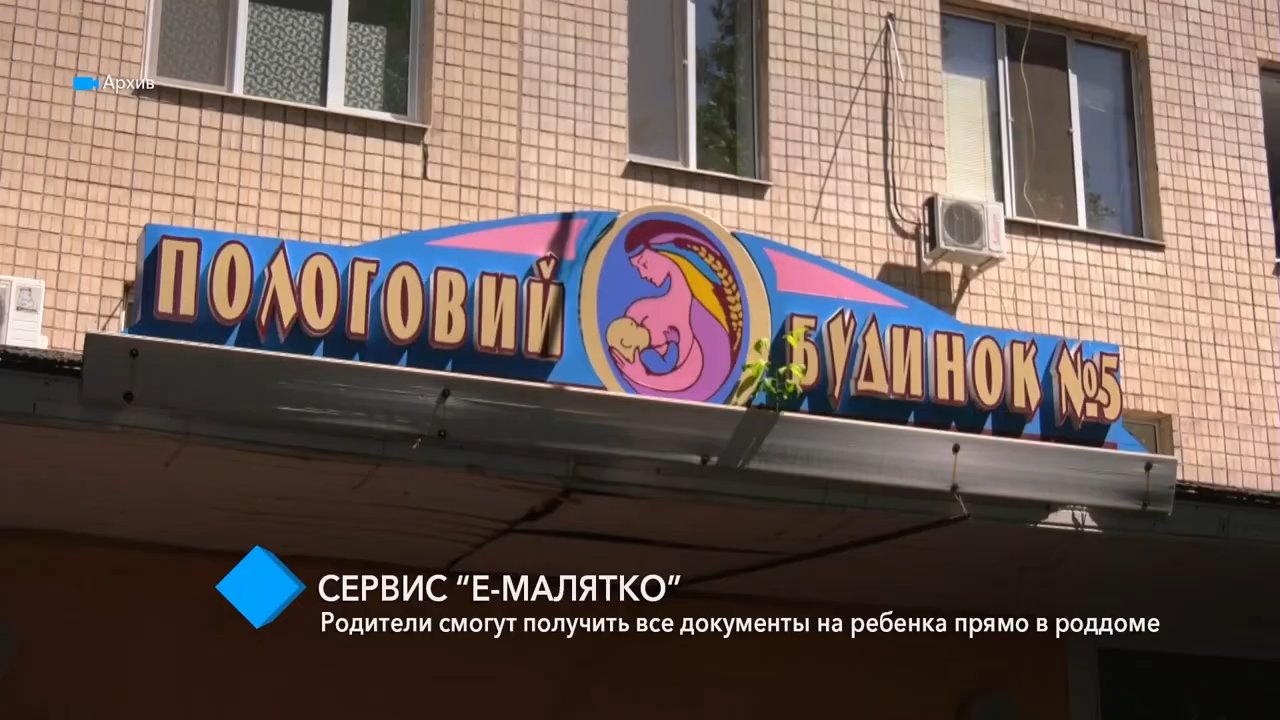 Архив
ПОЛОГОВИЙ БУДИНОК №5
СЕРВИС “Е-МАЛЯТКО”
Родители смогут получить все документы на ребенка прямо в роддоме